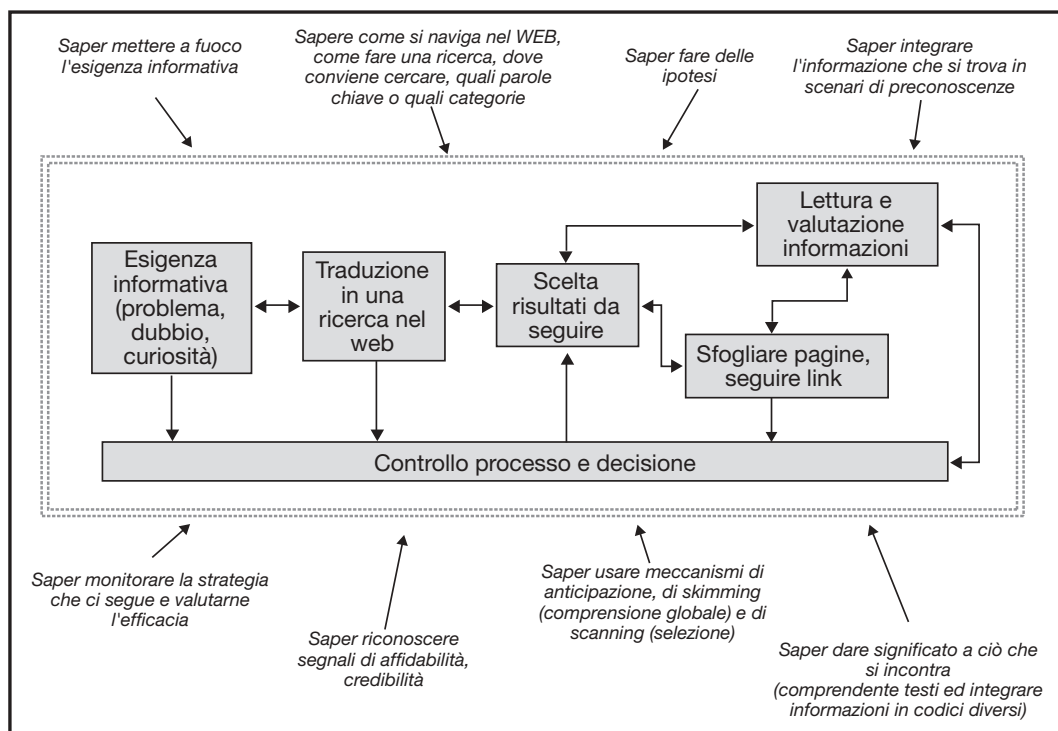 Saper mettere a fuoco
l'esigenza informativa
Sapere come si naviga nel WEB,
come fare una ricerca, dove
conviene cercare, quali parole
chiave o quali categorie
Saper fare delle
ipotesi
Saper integrare
l'informazione che si trova in
scenari di preconoscenze
Esigenza
informativa
(problema,
dubbio,
curiosità)
Traduzione
in una
ricerca nel
web
Scelta
risultati da
seguire
Lettura e
valutazione
informazioni
Sfogliare pagine,
seguire link
Controllo processo e decisione
Saper monitorare la strategia
che ci segue e valutarne
l'efficacia
Saper riconoscere
segnali di affidabilità,
credibilità
Saper usare meccanismi di
anticipazione, di skimming
(comprensione globale) e di
scanning (selezione)
Saper dare significato a ciò che
si incontra
(comprendente testi ed integrare
informazioni in codici diversi)